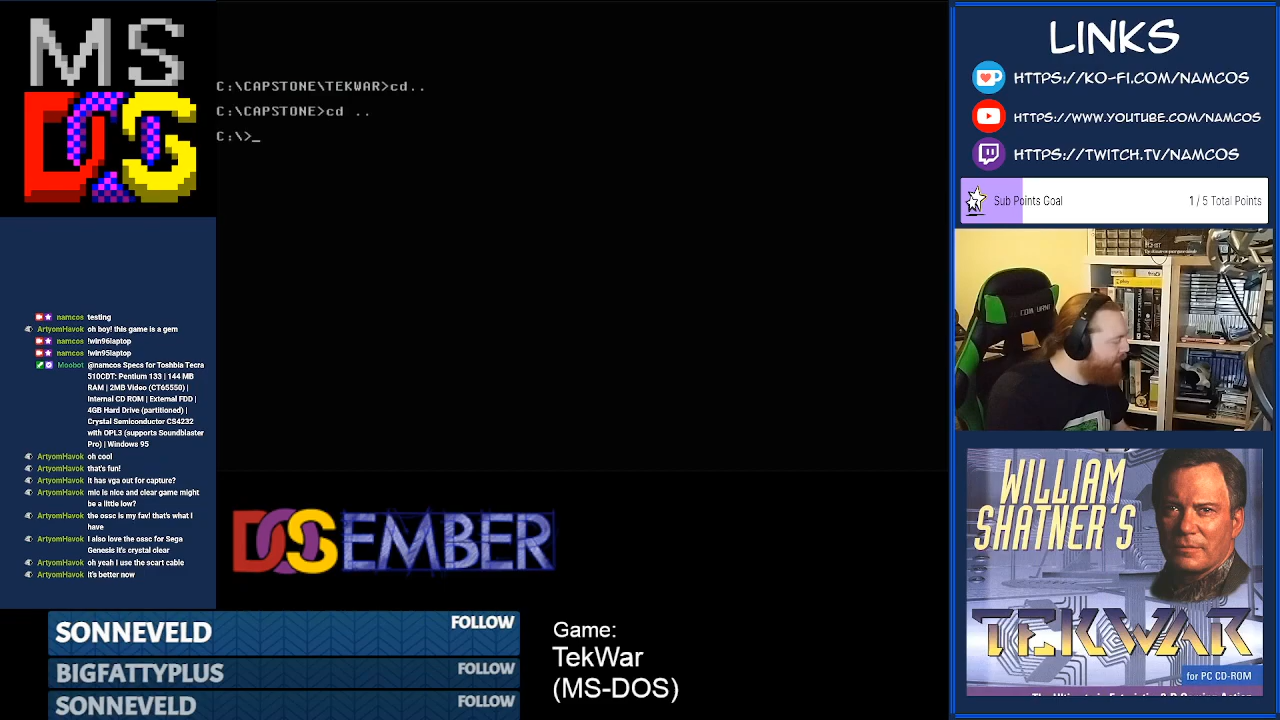 MS
DOS
C:\CAPSTONE\TEKWAR>cd..
C:\CAPSTONE>cd ..
C:\>_
namcos testing
ArtyomHavok oh boy! this game is a gem
namcos !win96laptop
namcos !win95laptop
Moobot @namcos Specs for Toshbia Tecra
510CDT: Pentium 133 | 144 MB
RAM | 2MB Video (CT65550) |
Internal CD ROM | External FDD |
4GB Hard Drive (partitioned) |
Crystal Semiconductor CS4232
with OPL3 (supports Soundblaster
Pro) | Windows 95
ArtyomHavok oh cool
ArtyomHavok that's fun!
ArtyomHavok It has vga out for capture?
ArtyomHavok mic is nice and clear game might
be a little low?
ArtyomHavok the ossc is my fav! that's what i
have
ArtyomHavok I also love the ossc for Sega
Genesis it's crystal clear
ArtyomHavok oh yeah I use the scart cable
ArtyomHavok it's better now
DOSEMBER
SONNEVELD FOLLOW
BIGFATTYPLUS FOLLOW
SONNEVELD FOLLOW
Game:
TekWar
(MS-DOS)
LINKS
HTTPS://KO-FI.COM/NAMCOS
HTTPS://WWW.YOUTUBE.COM/NAMCOS
HTTPS://TWITCH.TV/NAMCOS
Sub Points Goal 1 / 5 Total Points
WILLIAM
SHATNER'S
TEKWAR
for PC CD-ROM